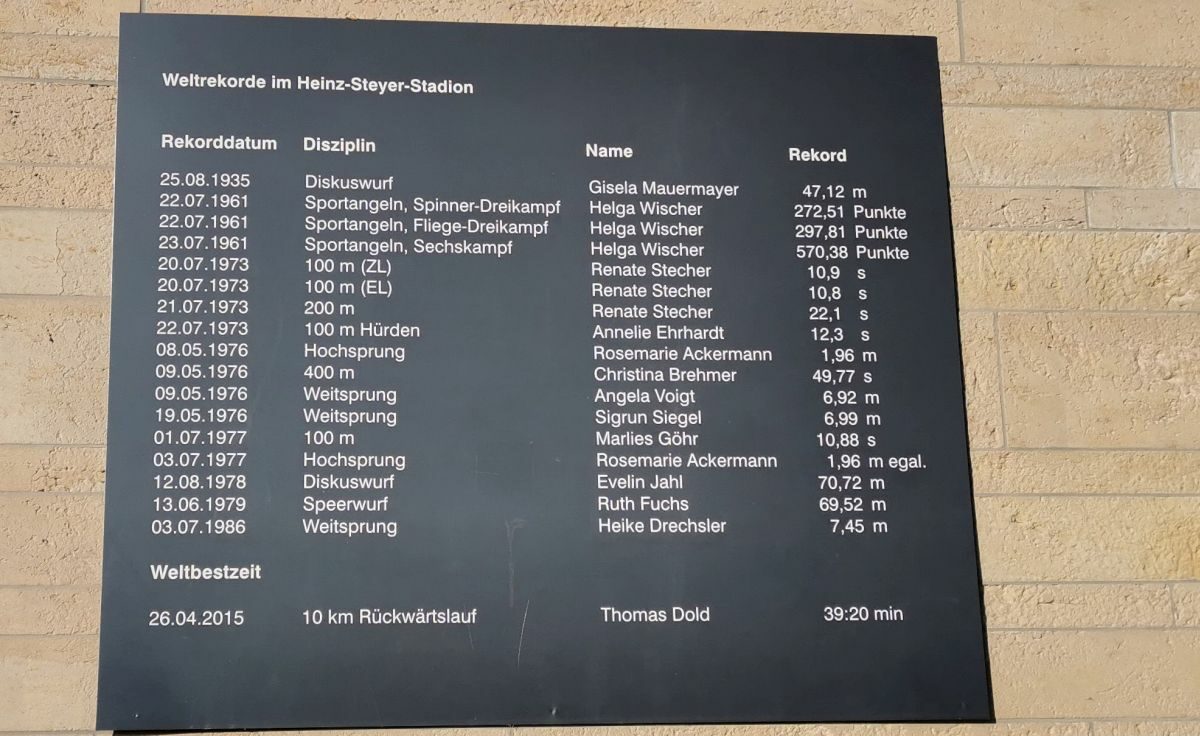 Weltrekorde im Heinz-Steyer-Stadion
Rekorddatum Disziplin Name Rekord
25.08.1935 Diskuswurf Gisela Mauermayer 47,12 m
22.07.1961 Sportangeln, Spinner-Dreikampf Helga Wischer 272,51 Punkte
22.07.1961 Sportangeln, Fliege-Dreikampf Helga Wischer 297,81 Punkte
23.07.1961 Sportangeln, Sechskampf Helga Wischer 570,38 Punkte
20.07.1973 100 m (ZL) Renate Stecher 10,9 s
20.07.1973 100 m (EL) Renate Stecher 10,8 s
21.07.1973 200 m Renate Stecher 22,1 s
22.07.1973 100 m Hürden Annelie Ehrhardt 12,3 s
08.05.1976 Hochsprung Rosemarie Ackermann 1,96 m
09.05.1976 400 m Christina Brehmer 49,77 s
09.05.1976 Weitsprung Angela Voigt 6,92 m
19.05.1976 Weitsprung Sigrun Siegel 6,99 m
01.07.1977 100 m Marlies Göhr 10,88 s
03.07.1977 Hochsprung Rosemarie Ackermann 1,96 m egal.
12.08.1978 Diskuswurf Evelin Jahl 70,72 m
13.06.1979 Speerwurf Ruth Fuchs 69,52 m
03.07.1986 Weitsprung Heike Drechsler 7,45 m
Weltbestzeit
26.04.2015 10 km Rückwärtslauf Thomas Dold 39:20 min